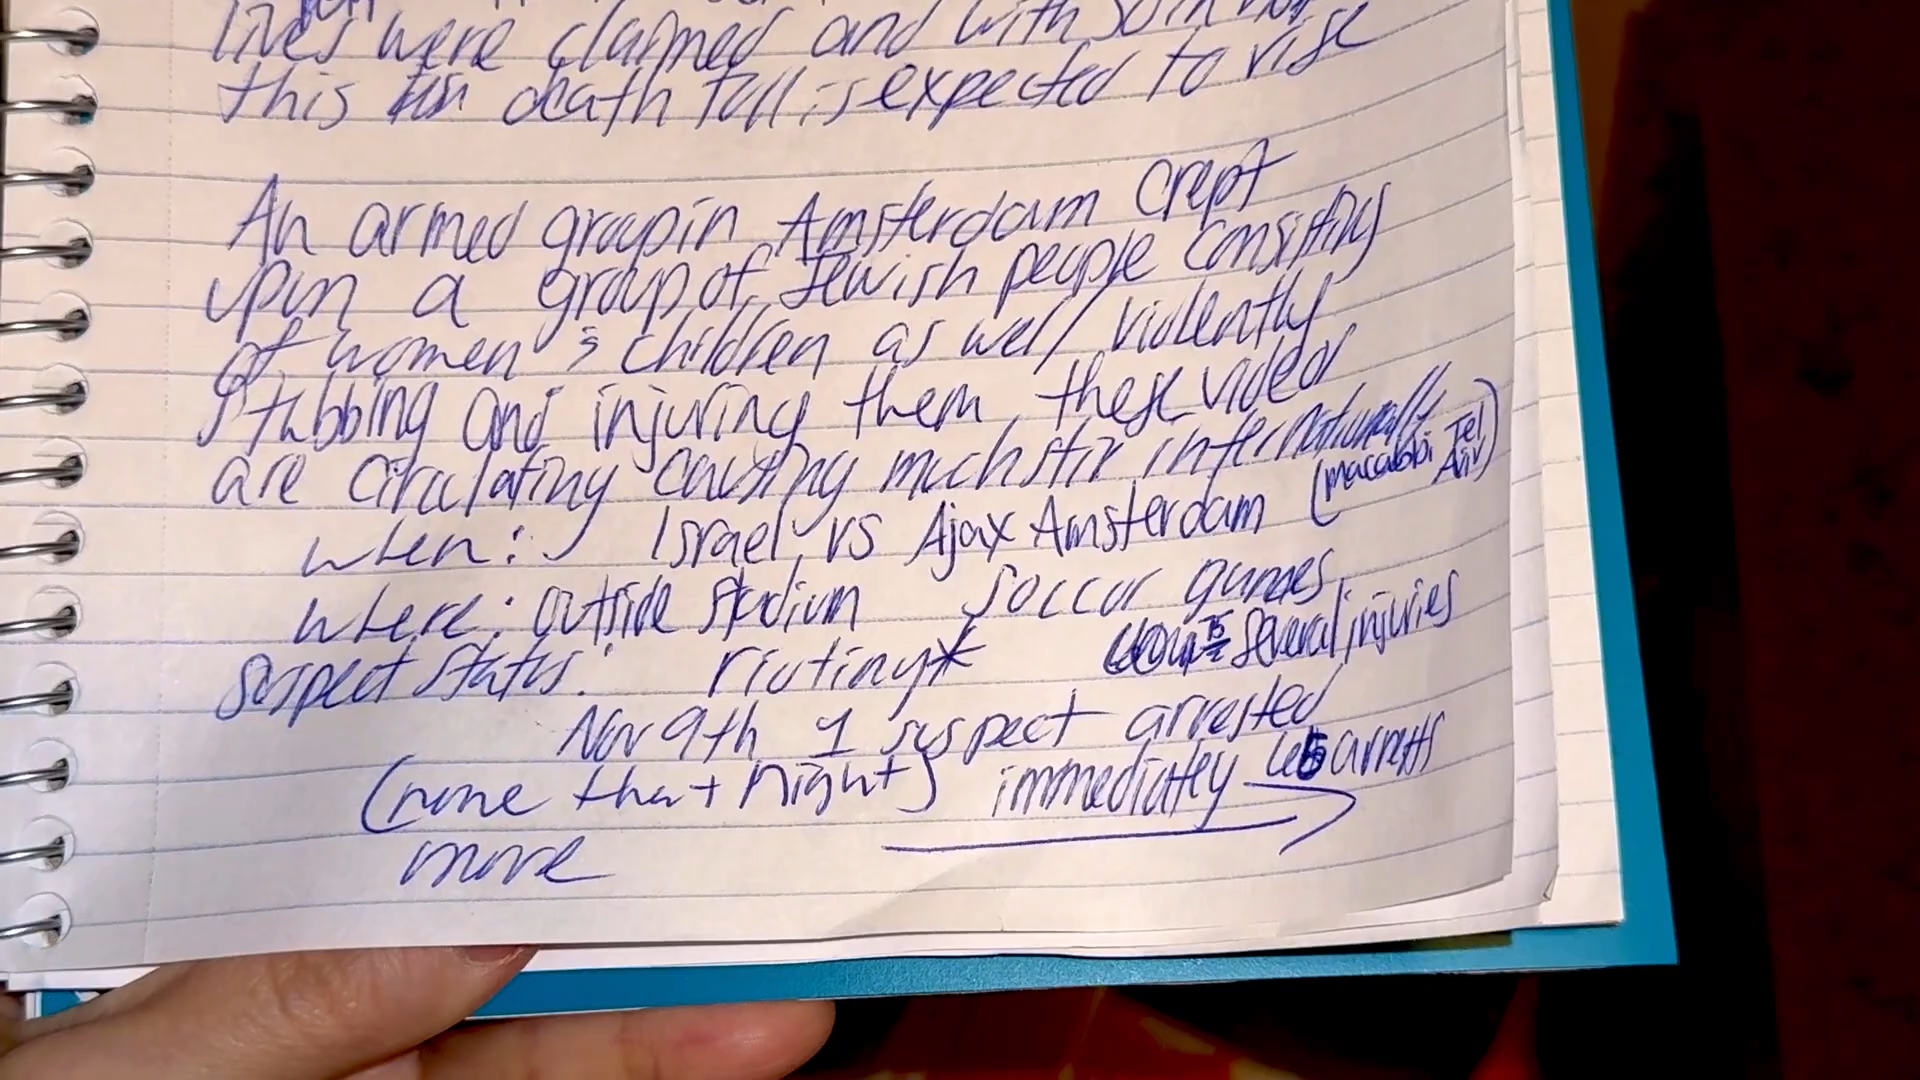 lives were claimed and with
this death toll is expected to rise
An armed group in Amsterdam crept
upon a group of Jewish people consisting
of women & children as well violently
stabbing and injuring them, these videos
are circulating causing much stir internationally
when: Israel vs Ajax Amsterdam (maccabbi Tel Aviv)
where: outside stadium soccor games
suspect status: rioting* several injuries
Nov 9th 1 suspect arrested
(none that night) immediatley arrests
more